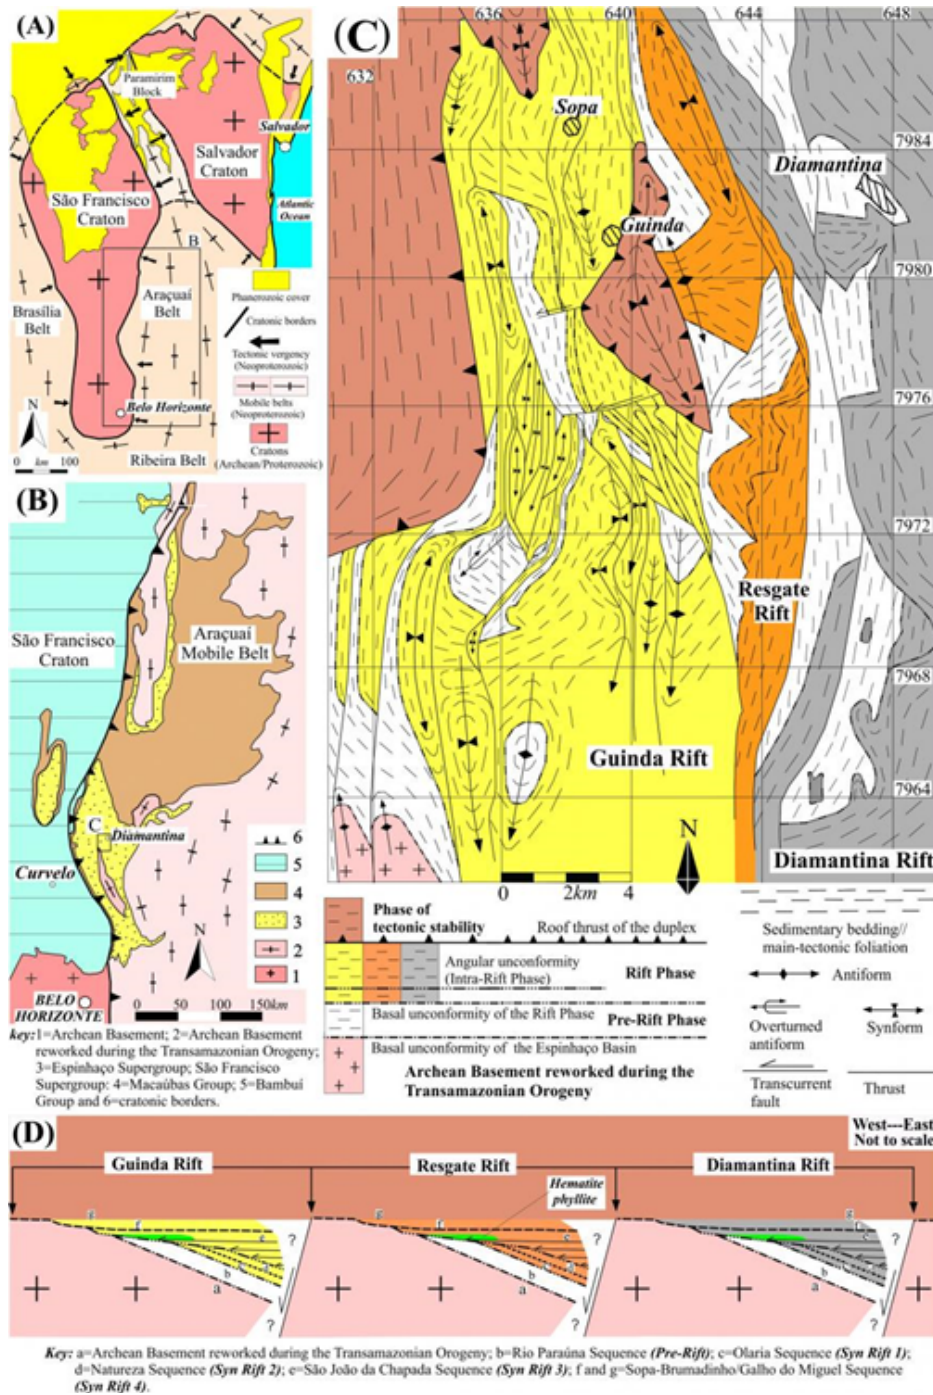 (A)
Paramirim
Block
Salvador
Salvador
Craton
São Francisco
Craton
Atlantic
Ocean
B
Brasília
Belt
Araçuaí
Belt
Phanerozoic cover
Cratonic borders
Tectonic vergency
(Neoproterozoic)
Mobile belts
(Neoproterozoic)
Belo Horizonte
N
0 km 100
Ribeira Belt
Cratons
(Archean/Proterozoic)
(B)
São Francisco
Craton
Araçuaí
Mobile Belt
C
Diamantina
Curvelo
N
BELO
HORIZONTE
0 50 100 150km
6
5
4
3
2
1
key: 1=Archean Basement; 2=Archean Basement
reworked during the Transamazonian Orogeny;
3=Espinhaço Supergroup; São Francisco
Supergroup: 4=Macaúbas Group; 5=Bambuí
Group and 6=cratonic borders.
(C)
636 640 644 648
632
Sopa
7984
Diamantina
Guinda
7980
7976
7972
Resgate
Rift
7968
Guinda Rift
7964
N
0 2km 4
Diamantina Rift
Phase of
tectonic stability
Roof thrust of the duplex
Angular unconformity
(Intra-Rift Phase)
Rift Phase
Basal unconformity of the Rift Phase
Pre-Rift Phase
Basal unconformity of the Espinhaço Basin
Archean Basement reworked during the
Transamazonian Orogeny
Sedimentary bedding//
main-tectonic foliation
Antiform
Overturned
antiform
Synform
Transcurrent
fault
Thrust
(D)
West---East
Not to scale
Guinda Rift Resgate Rift Diamantina Rift
Hematite
phyllite
g f e ? g f e ? g f ? ?
b a b d a b a
? ? ?
Key: a=Archean Basement reworked during the Transamazonian Orogeny; b=Rio Paraúna Sequence (Pre-Rift); c=Olaria Sequence (Syn Rift 1);
d=Natureza Sequence (Syn Rift 2); e=São João da Chapada Sequence (Syn Rift 3); f and g=Sopa-Brumadinho/Galho do Miguel Sequence
(Syn Rift 4).